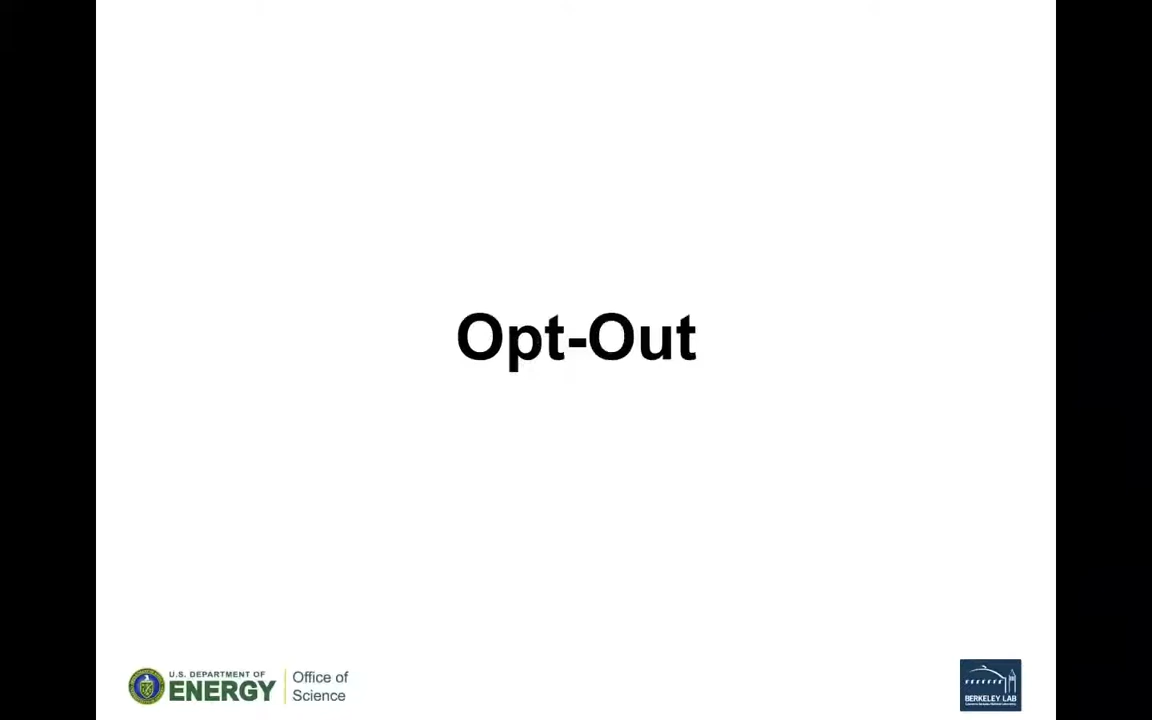 Opt-Out
U.S. DEPARTMENT OF
ENERGY
Office of
Science
BERKELEY LAB